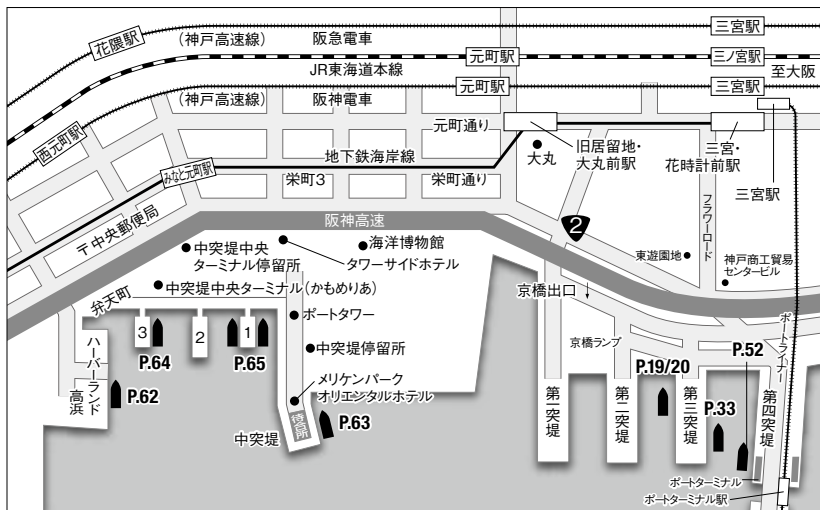 花隈駅
(神戸高速線)
阪急電車
三宮駅
元町駅
三ノ宮駅
JR東海道本線
至大阪
(神戸高速線)
阪神電車
元町駅
三宮駅
西元町駅
元町通り
旧居留地・
大丸前駅
大丸
三宮・
花時計前駅
三宮駅
地下鉄海岸線
みなと元町駅
栄町3
栄町通り
〒中央郵便局
阪神高速
2
フラワーロード
中突堤中央
ターミナル停留所
タワーサイドホテル
海洋博物館
東遊園地
神戸商工貿易
センタービル
中突堤中央ターミナル(かもめりあ)
弁天町
京橋出口
ポートタワー
ポートライナー
3
2
1
P.64
P.65
中突堤停留所
京橋ランプ
P.52
ハーバーランド
高浜
P.62
メリケンパーク
オリエンタルホテル
待合所
中突堤
P.63
第一突堤
第二突堤
P.19/20
第三突堤
P.33
第四突堤
ポートターミナル
ポートターミナル駅